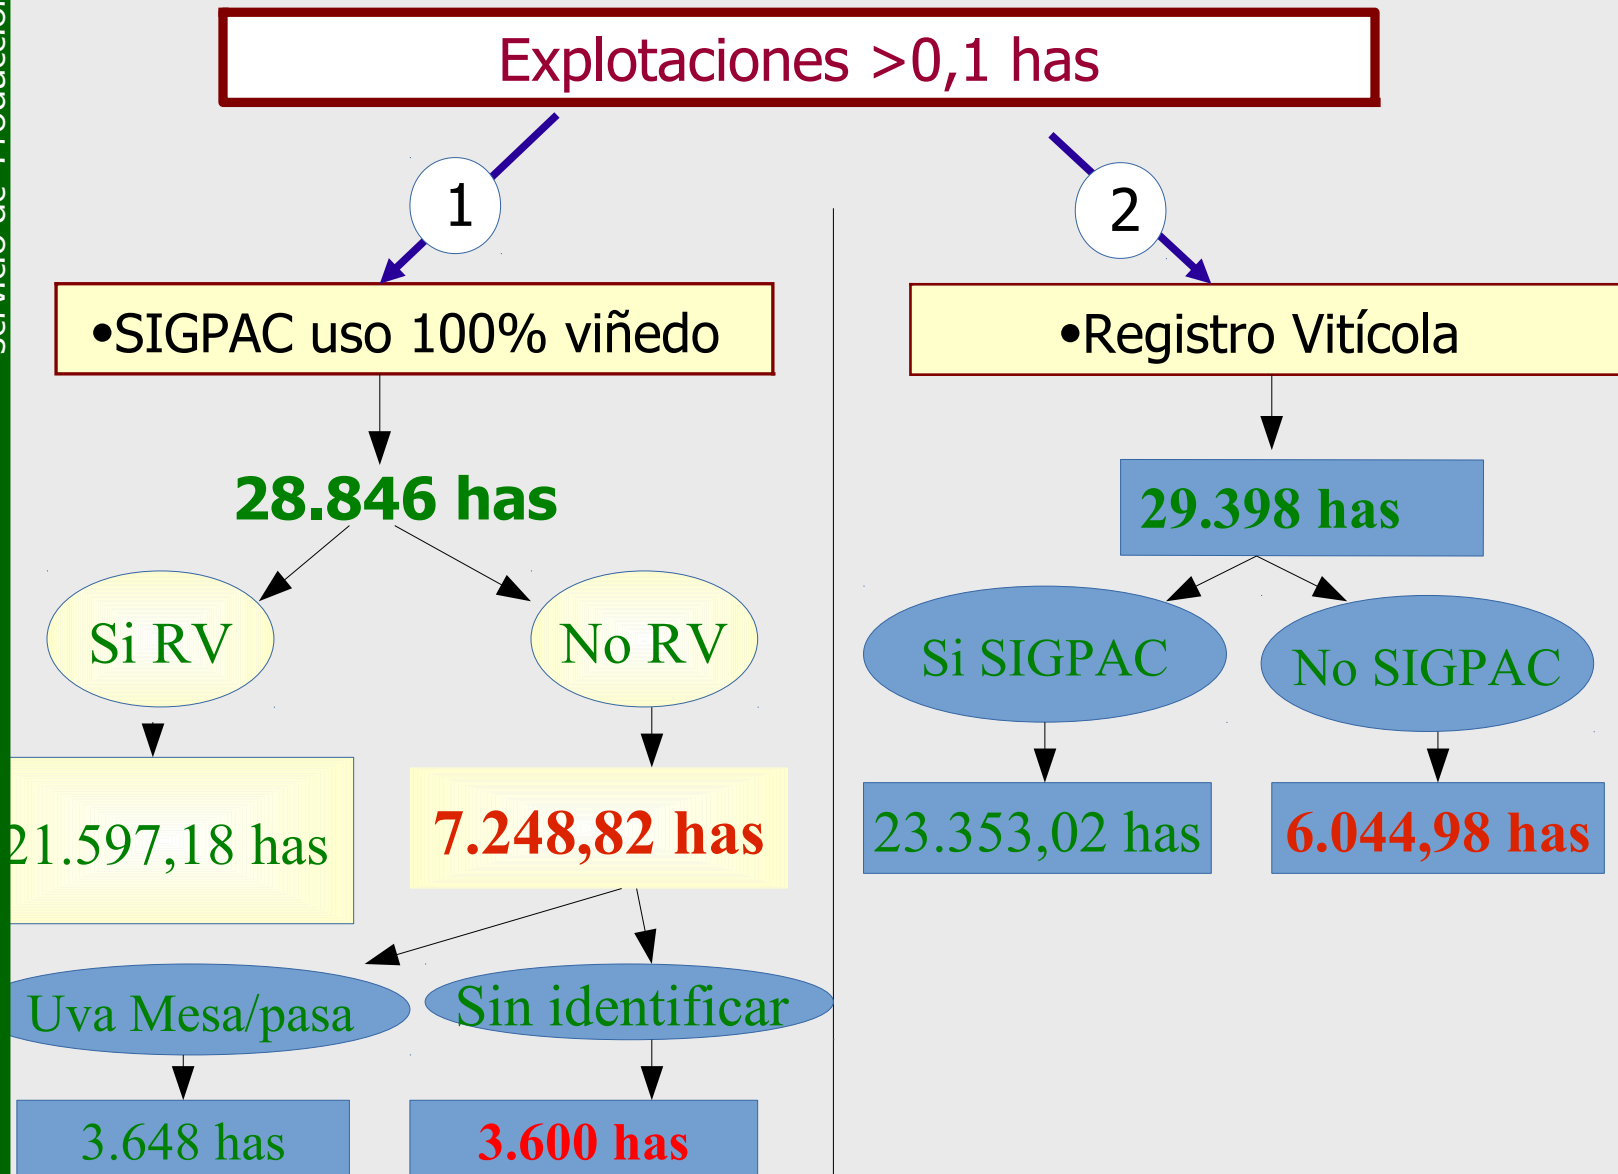 Explotaciones >0,1 has
1
2
•SIGPAC uso 100% viñedo
•Registro Vitícola
28.846 has
29.398 has
Si RV
No RV
Si SIGPAC
No SIGPAC
21.597,18 has
7.248,82 has
23.353,02 has
6.044,98 has
Uva Mesa/pasa
Sin identificar
3.648 has
3.600 has